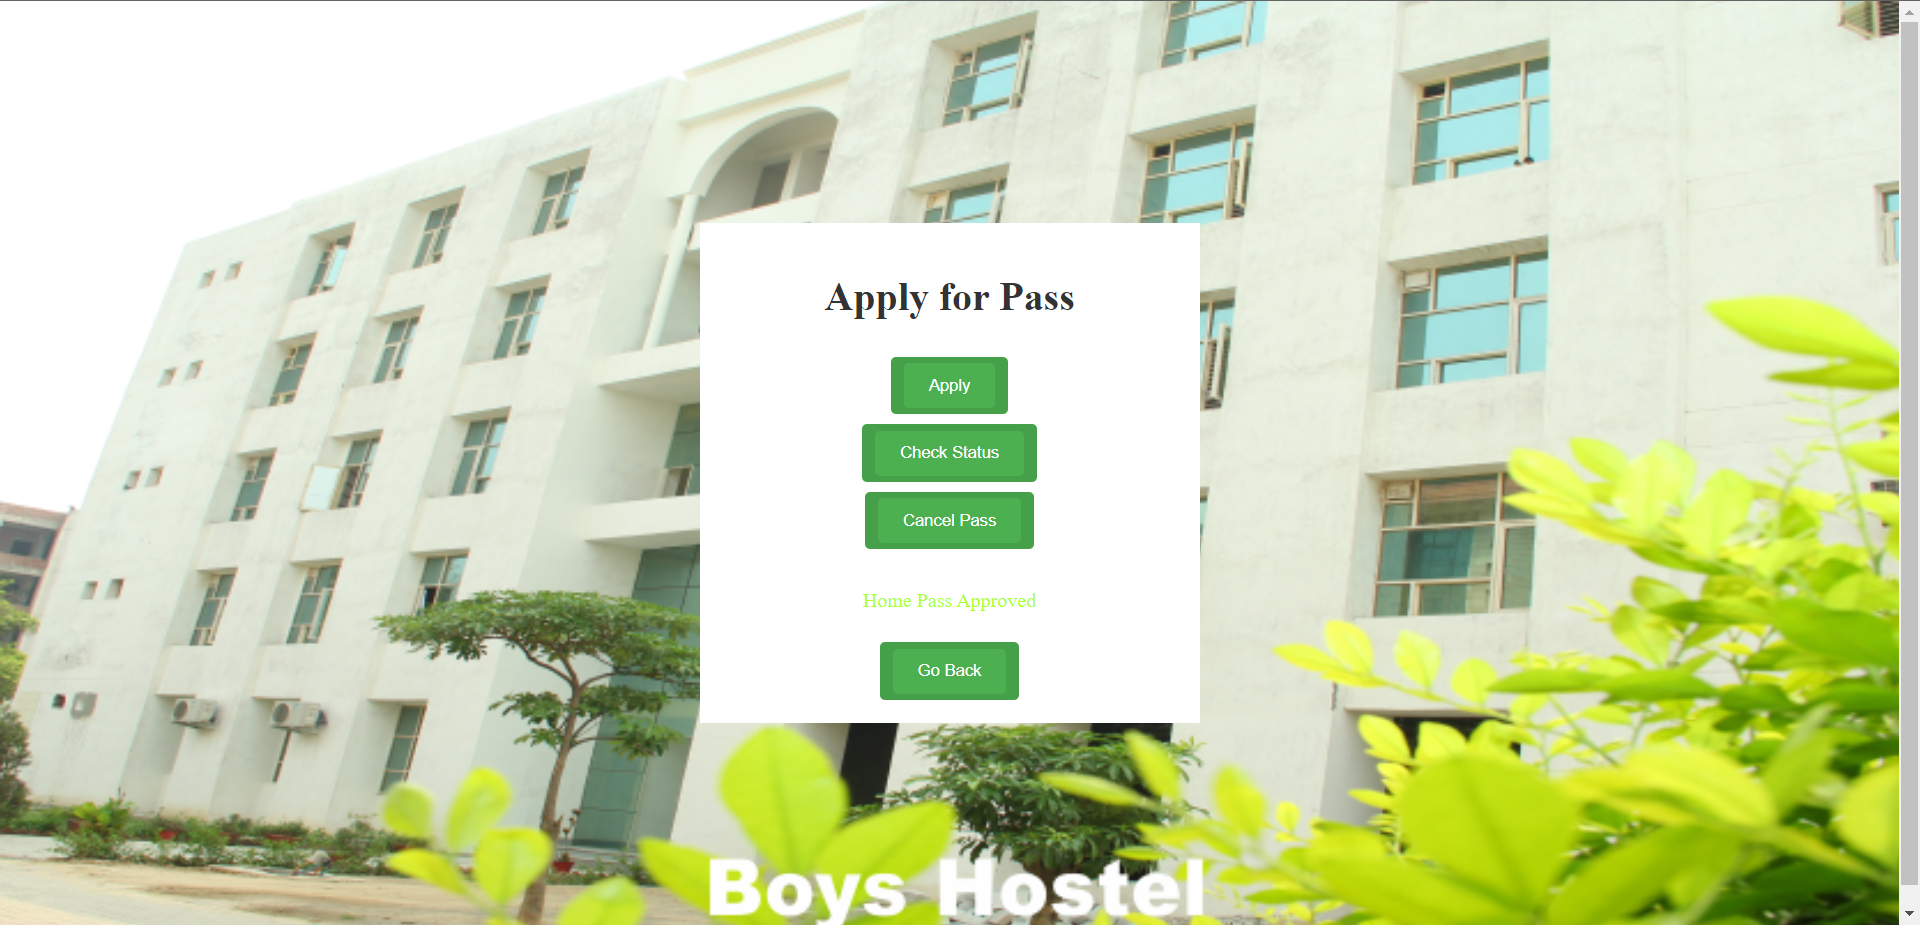 Apply for Pass
Apply
Check Status
Cancel Pass
Home Pass Approved
Go Back
Boys Hostel